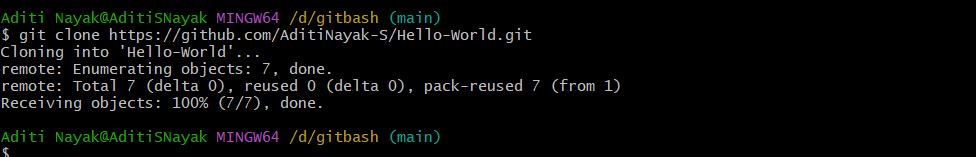 Aditi Nayak@AditiSNayak MINGW64 /d/gitbash (main)
$ git clone https://github.com/AditiNayak-S/Hello-World.git
Cloning into 'Hello-World'...
remote: Enumerating objects: 7, done.
remote: Total 7 (delta 0), reused 0 (delta 0), pack-reused 7 (from 1)
Receiving objects: 100% (7/7), done.
Aditi Nayak@AditiSNayak MINGW64 /d/gitbash (main)
$